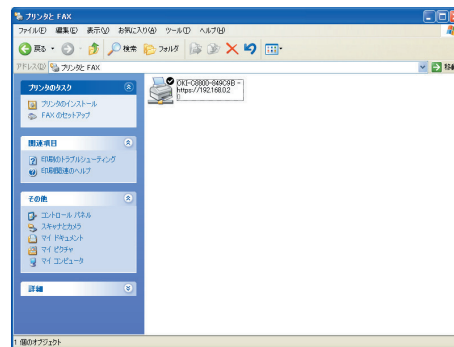 プリンタと FAX
ファイル(F) 編集(E) 表示(V) お気に入り(A) ツール(T) ヘルプ(H)
戻る 検索 フォルダ
アドレス(D) プリンタと FAX 移動
プリンタのタスク
プリンタのインストール
FAX のセットアップ
関連項目
印刷のトラブルシューティング
印刷関連のヘルプ
その他
コントロール パネル
スキャナとカメラ
マイ ドキュメント
マイ ピクチャ
マイ コンピュータ
詳細
OKI-C8800-849C9B -
https://192.168.0.2
0
1 個のオブジェクト